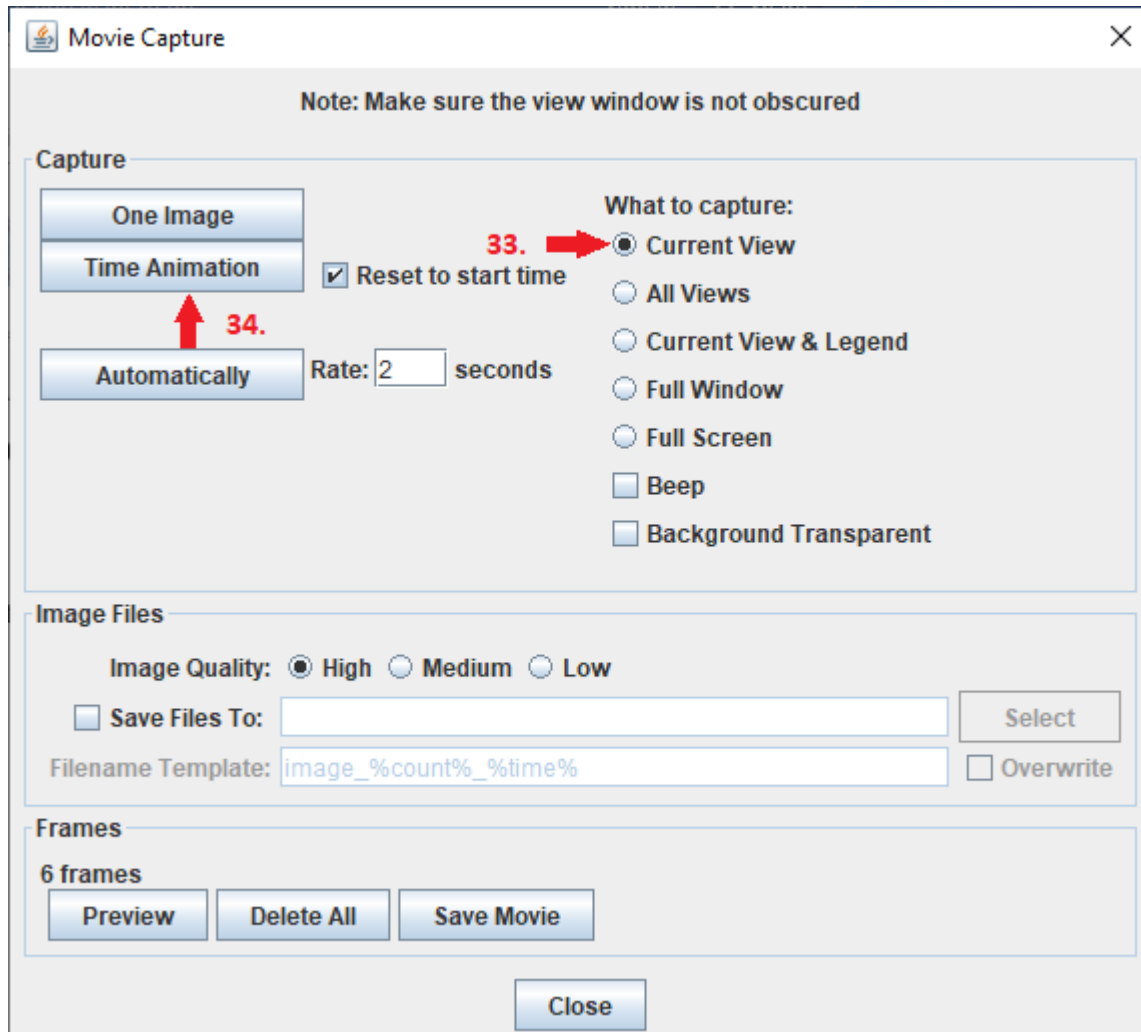 Movie Capture
Note: Make sure the view window is not obscured
Capture
One Image
Time Animation
Reset to start time
34.
Automatically
Rate: 2 seconds
What to capture:
33.
Current View
All Views
Current View & Legend
Full Window
Full Screen
Beep
Background Transparent
Image Files
Image Quality: High Medium Low
Save Files To: Select
Filename Template: image_%count%_%time% Overwrite
Frames
6 frames
Preview Delete All Save Movie
Close